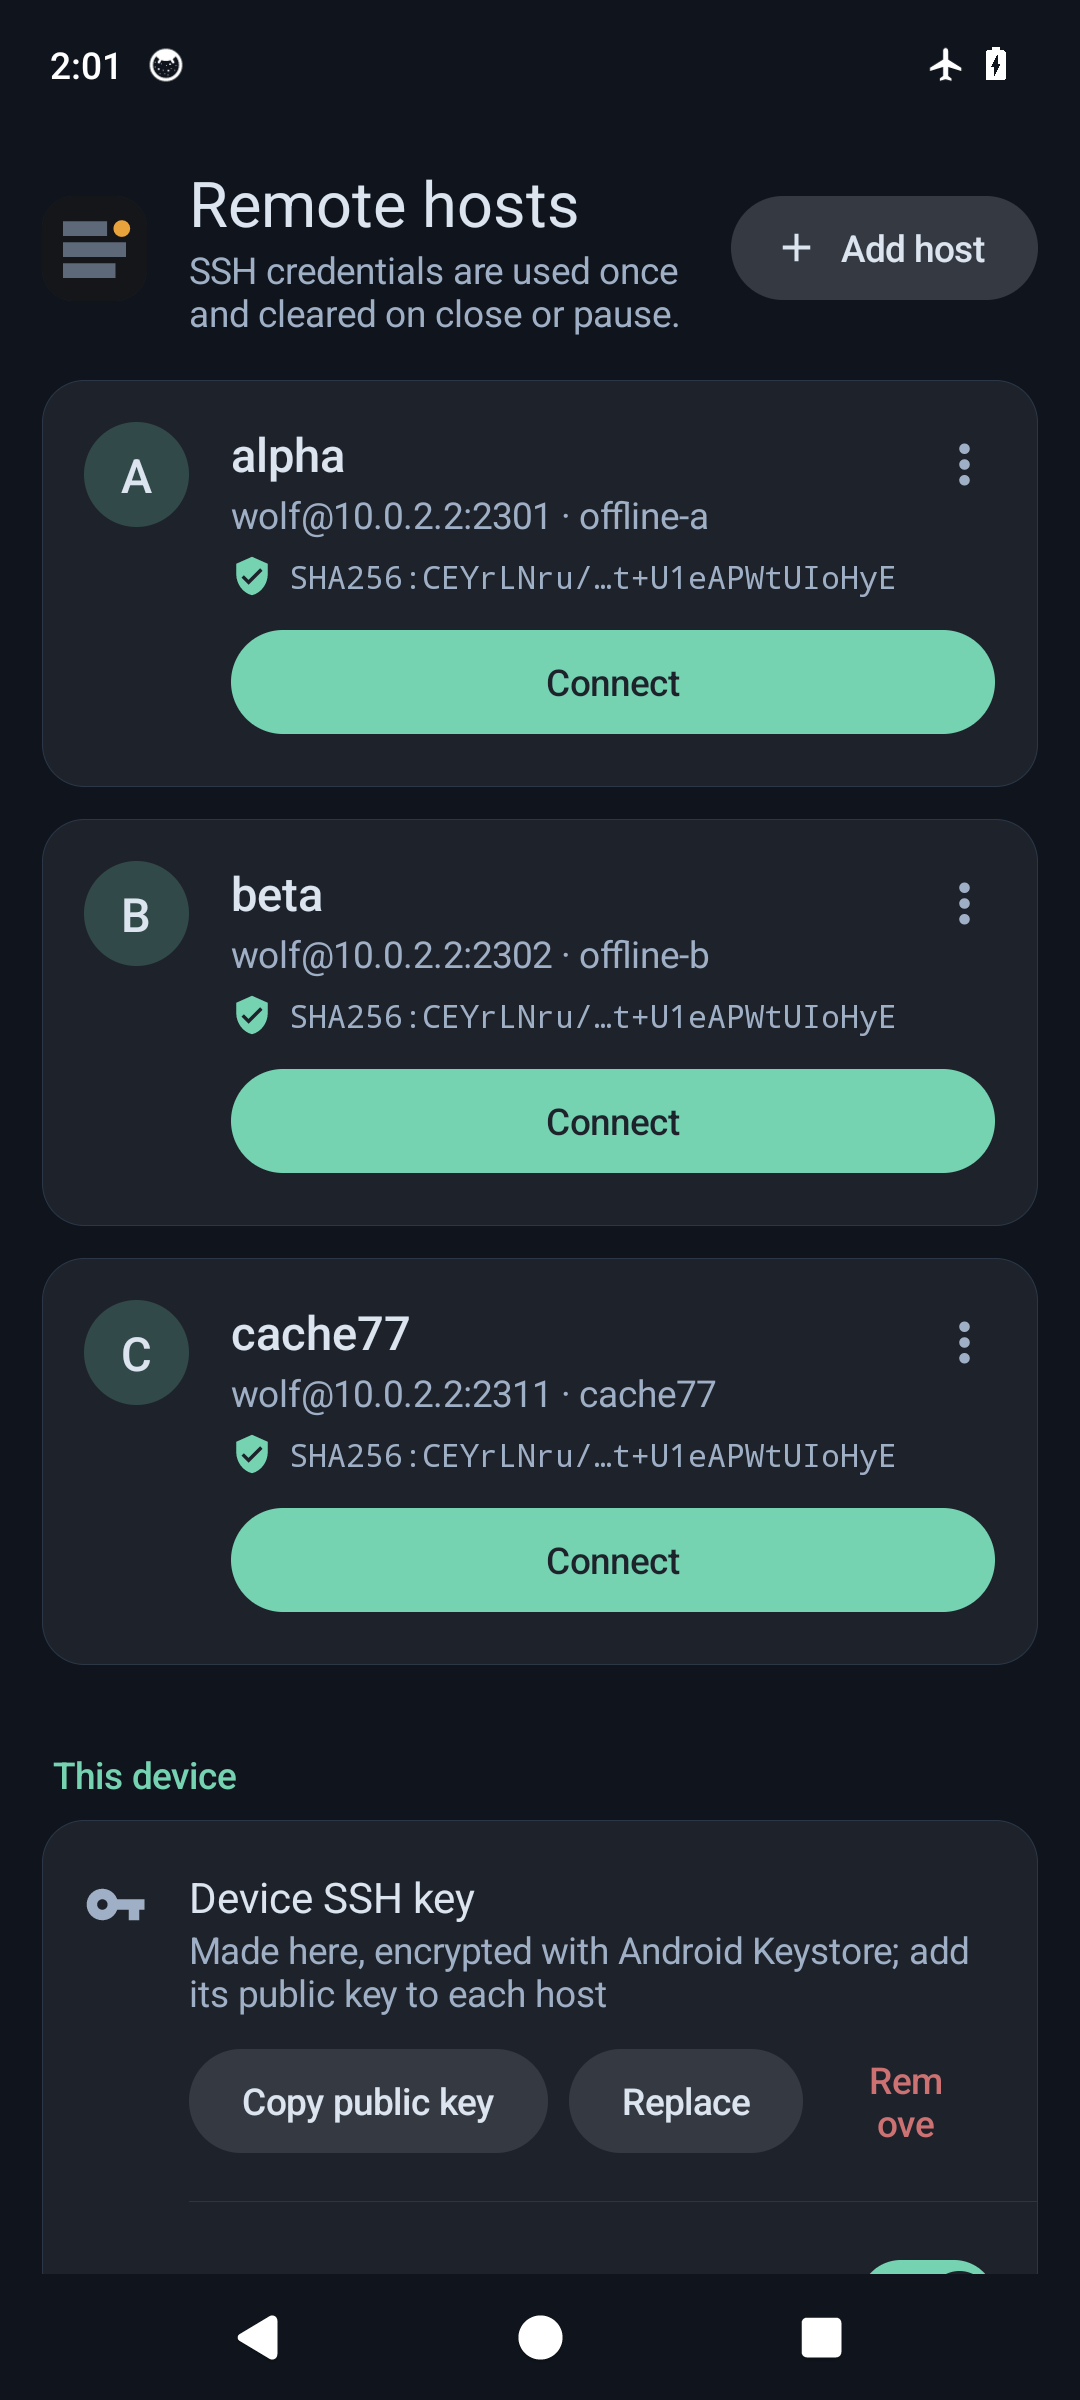 2:01
Remote hosts
SSH credentials are used once
and cleared on close or pause.
Add host
A
alpha
wolf@10.0.2.2:2301 · offline-a
SHA256:CEYrLNru/…t+U1eAPWtUIoHyE
Connect
B
beta
wolf@10.0.2.2:2302 · offline-b
SHA256:CEYrLNru/…t+U1eAPWtUIoHyE
Connect
C
cache77
wolf@10.0.2.2:2311 · cache77
SHA256:CEYrLNru/…t+U1eAPWtUIoHyE
Connect
This device
Device SSH key
Made here, encrypted with Android Keystore; add
its public key to each host
Copy public key
Replace
Rem
ove